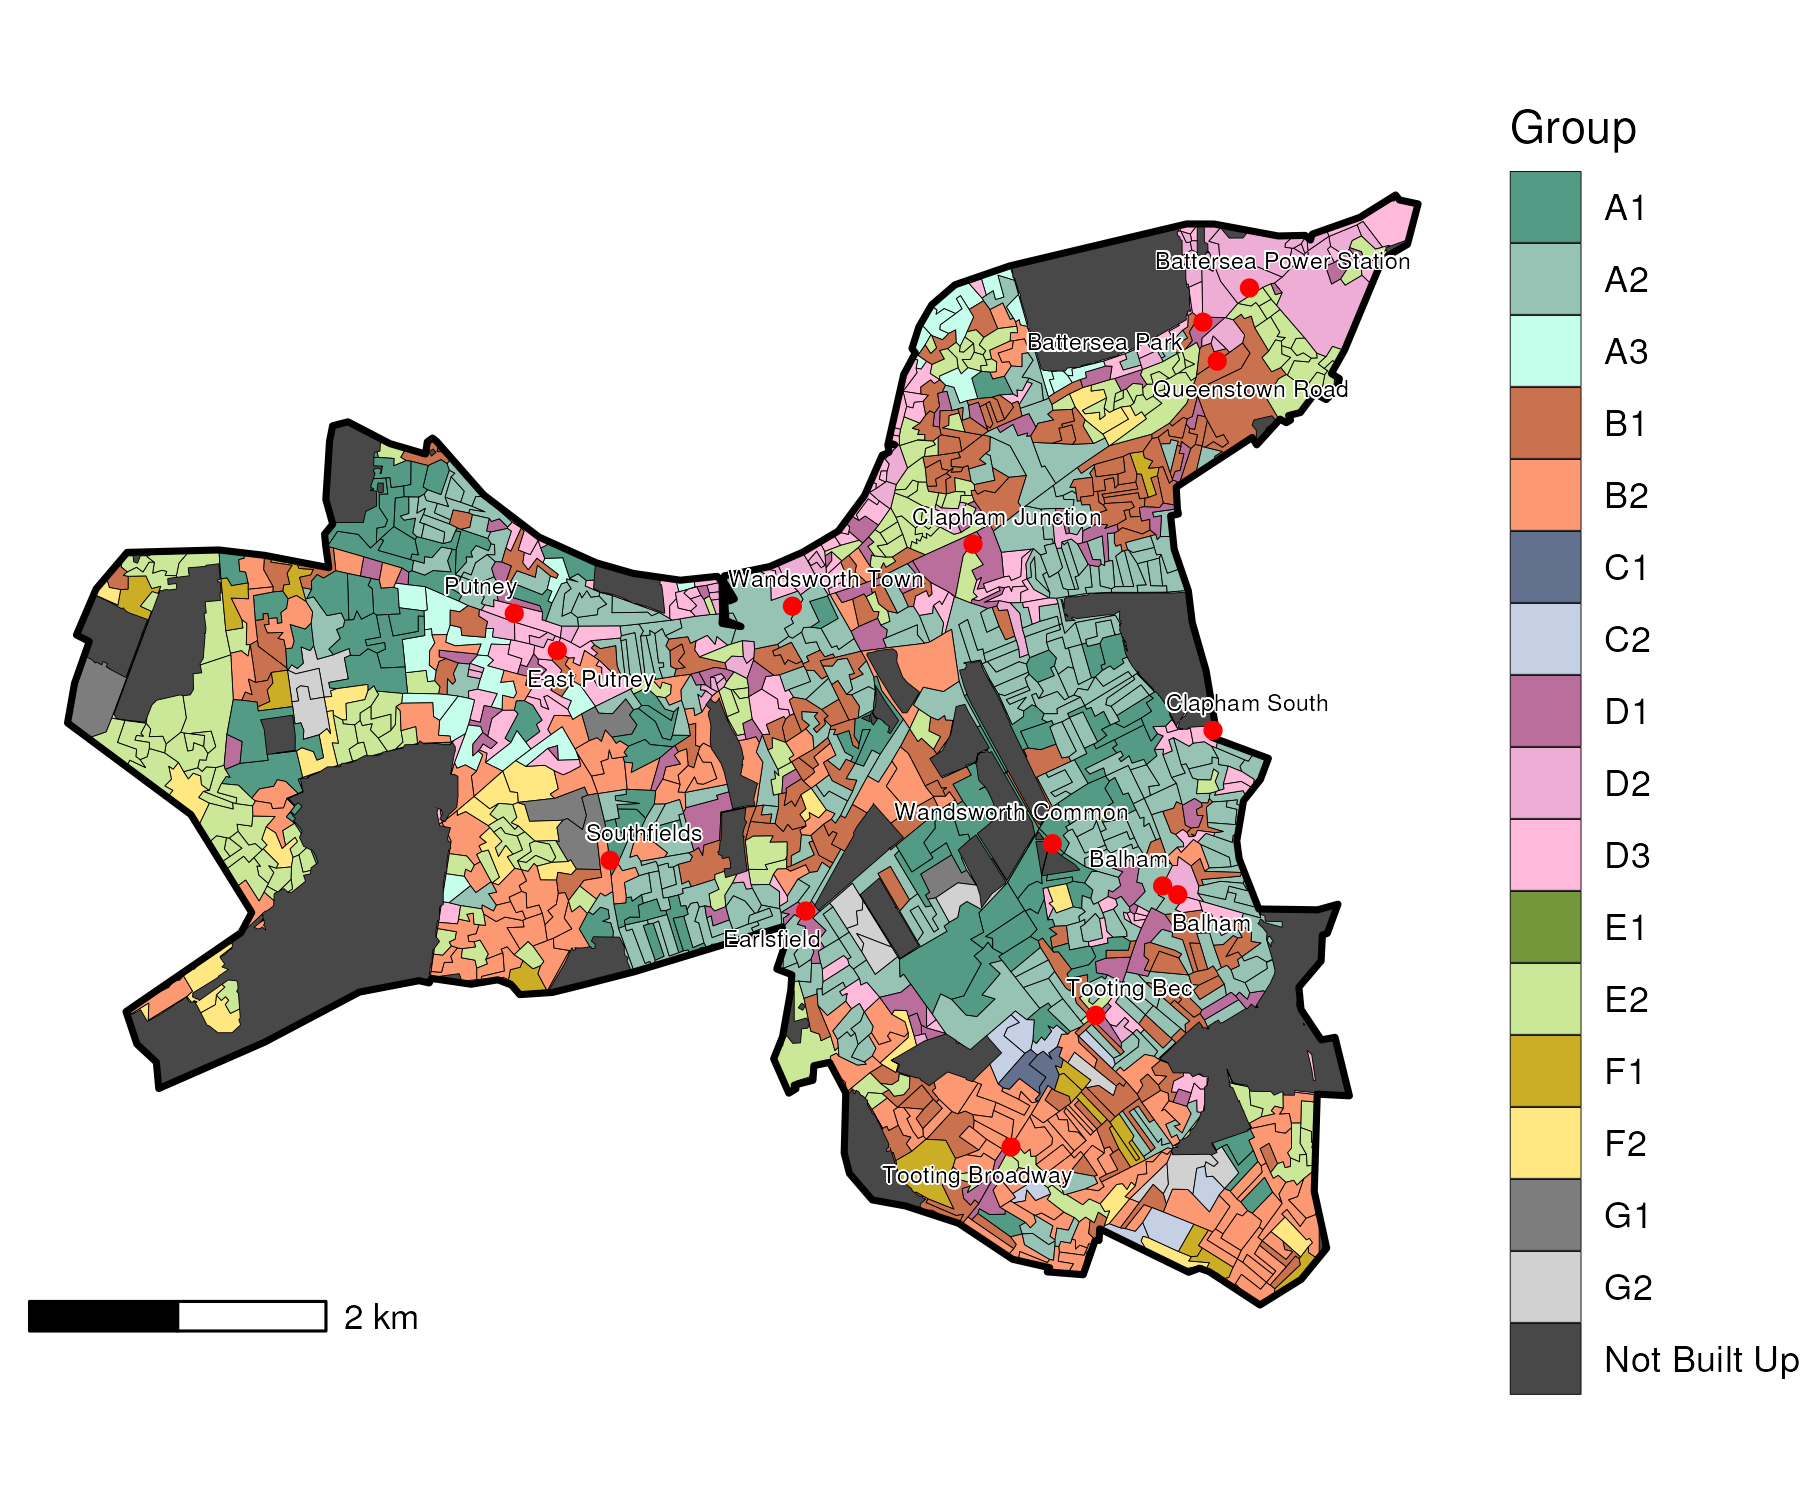 Group
A1
A2
A3
B1
B2
C1
C2
D1
D2
D3
E1
E2
F1
F2
G1
G2
Not Built Up
Battersea Power Station
Battersea Park
Queenstown Road
Clapham Junction
Wandsworth Town
Putney
East Putney
Clapham South
Wandsworth Common
Southfields
Balham
Balham
Earlsfield
Tooting Bec
Tooting Broadway
2 km